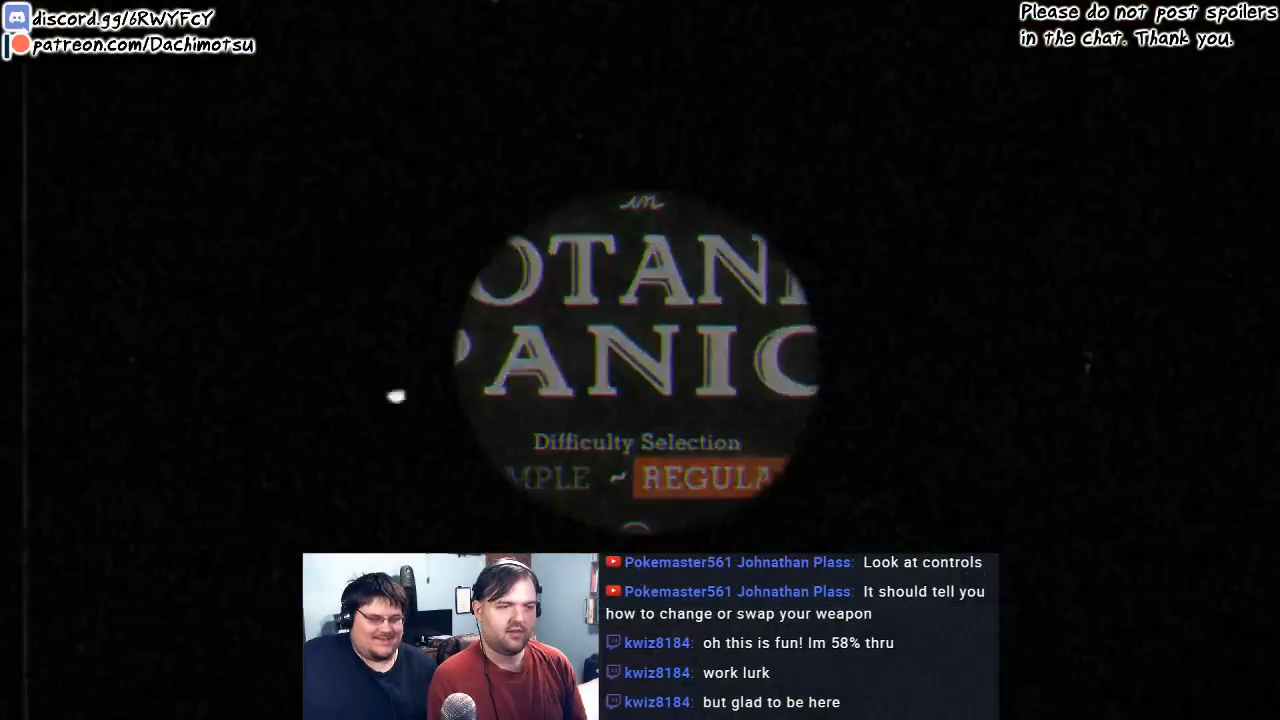 discord.gg/6RWYFcY
patreon.com/Dachimotsu
Please do not post spoilers
in the chat. Thank you.
in
OTAN
PANIC
Difficulty Selection
MPLE ~ REGULA
Pokemaster561 Johnathan Plass: Look at controls
Pokemaster561 Johnathan Plass: It should tell you
how to change or swap your weapon
kwiz8184: oh this is fun! Im 58% thru
kwiz8184: work lurk
kwiz8184: but glad to be here